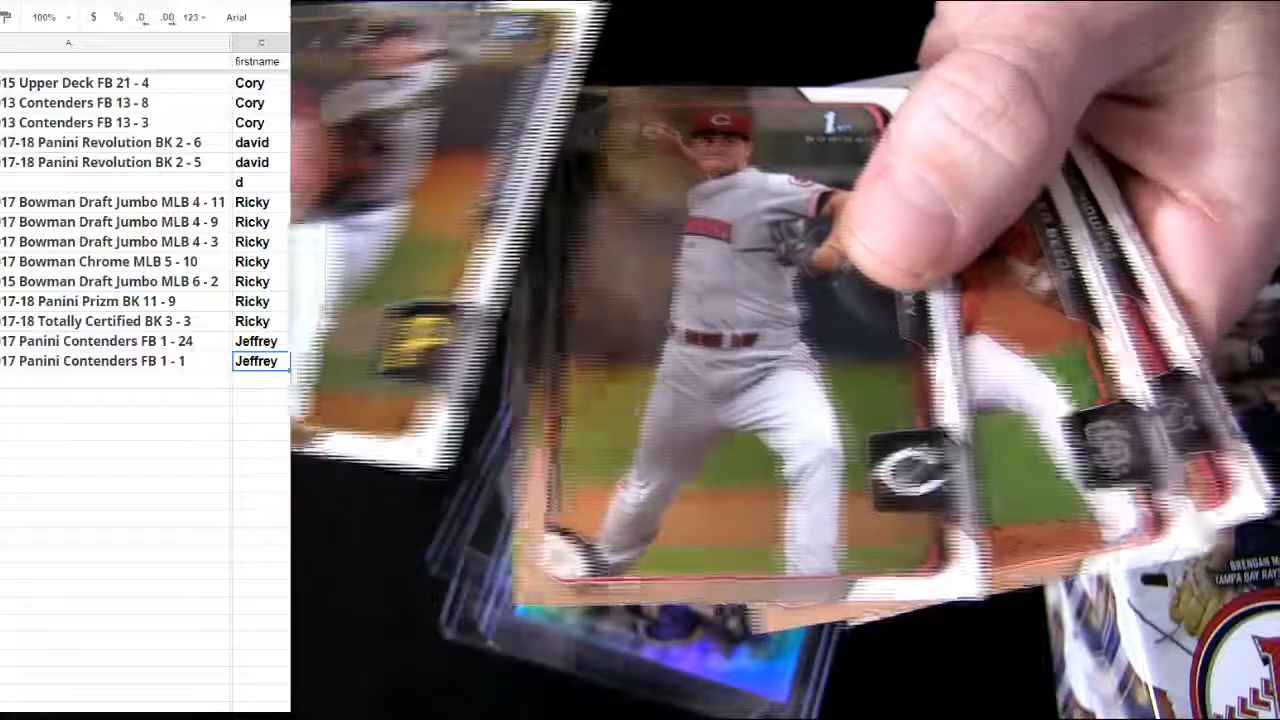 100% $ % .0 .00 123 Arial
A C
firstname
15 Upper Deck FB 21 - 4 Cory
13 Contenders FB 13 - 8 Cory
13 Contenders FB 13 - 3 Cory
17-18 Panini Revolution BK 2 - 6 david
17-18 Panini Revolution BK 2 - 5 david
d
17 Bowman Draft Jumbo MLB 4 - 11 Ricky
17 Bowman Draft Jumbo MLB 4 - 9 Ricky
17 Bowman Draft Jumbo MLB 4 - 3 Ricky
17 Bowman Chrome MLB 5 - 10 Ricky
15 Bowman Draft Jumbo MLB 6 - 2 Ricky
17-18 Panini Prizm BK 11 - 9 Ricky
17-18 Totally Certified BK 3 - 3 Ricky
17 Panini Contenders FB 1 - 24 Jeffrey
17 Panini Contenders FB 1 - 1 Jeffrey
1st
C
BRENDAN
TAMPA BAY